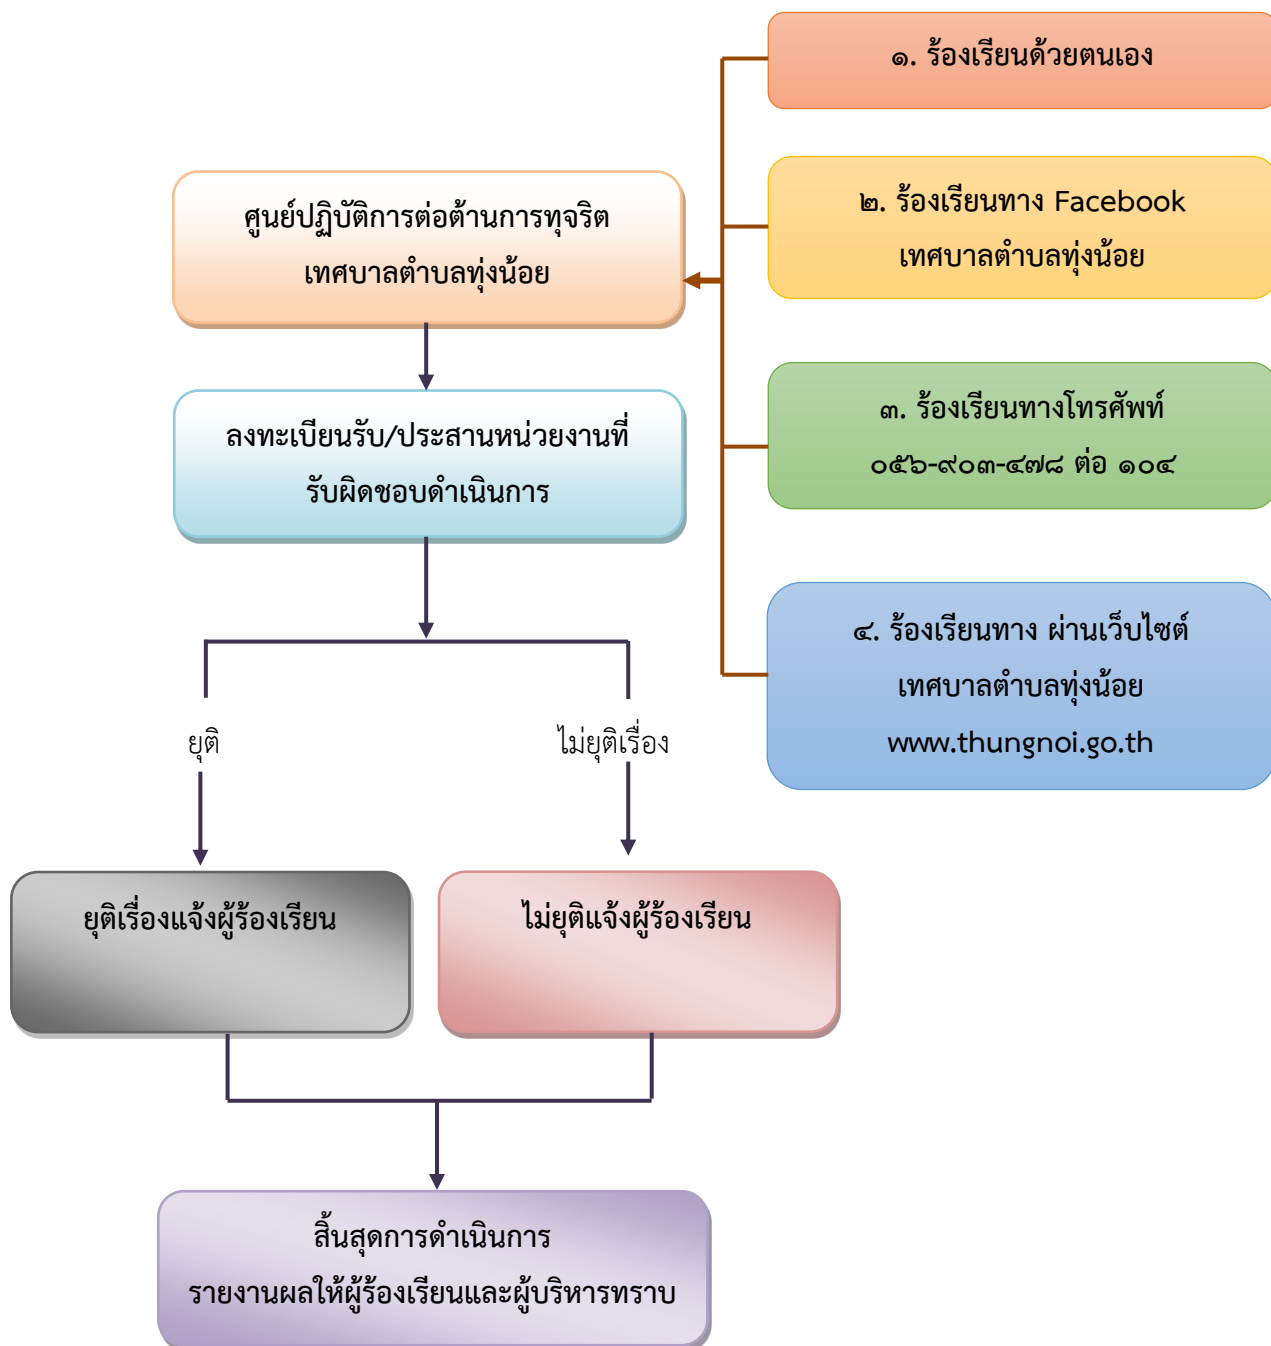 ๑. ร้องเรียนด้วยตนเอง
๒. ร้องเรียนทาง Facebook
เทศบาลตำบลทุ่งน้อย
ศูนย์ปฏิบัติการต่อต้านการทุจริต
เทศบาลตำบลทุ่งน้อย
๓. ร้องเรียนทางโทรศัพท์
๐๕๖-๙๐๓-๔๗๘ ต่อ ๑๐๔
ลงทะเบียนรับ/ประสานหน่วยงานที่
รับผิดชอบดำเนินการ
๔. ร้องเรียนทาง ผ่านเว็บไซต์
เทศบาลตำบลทุ่งน้อย
www.thungnoi.go.th
ยุติ
ไม่ยุติเรื่อง
ยุติเรื่องแจ้งผู้ร้องเรียน
ไม่ยุติแจ้งผู้ร้องเรียน
สิ้นสุดการดำเนินการ
รายงานผลให้ผู้ร้องเรียนและผู้บริหารทราบ